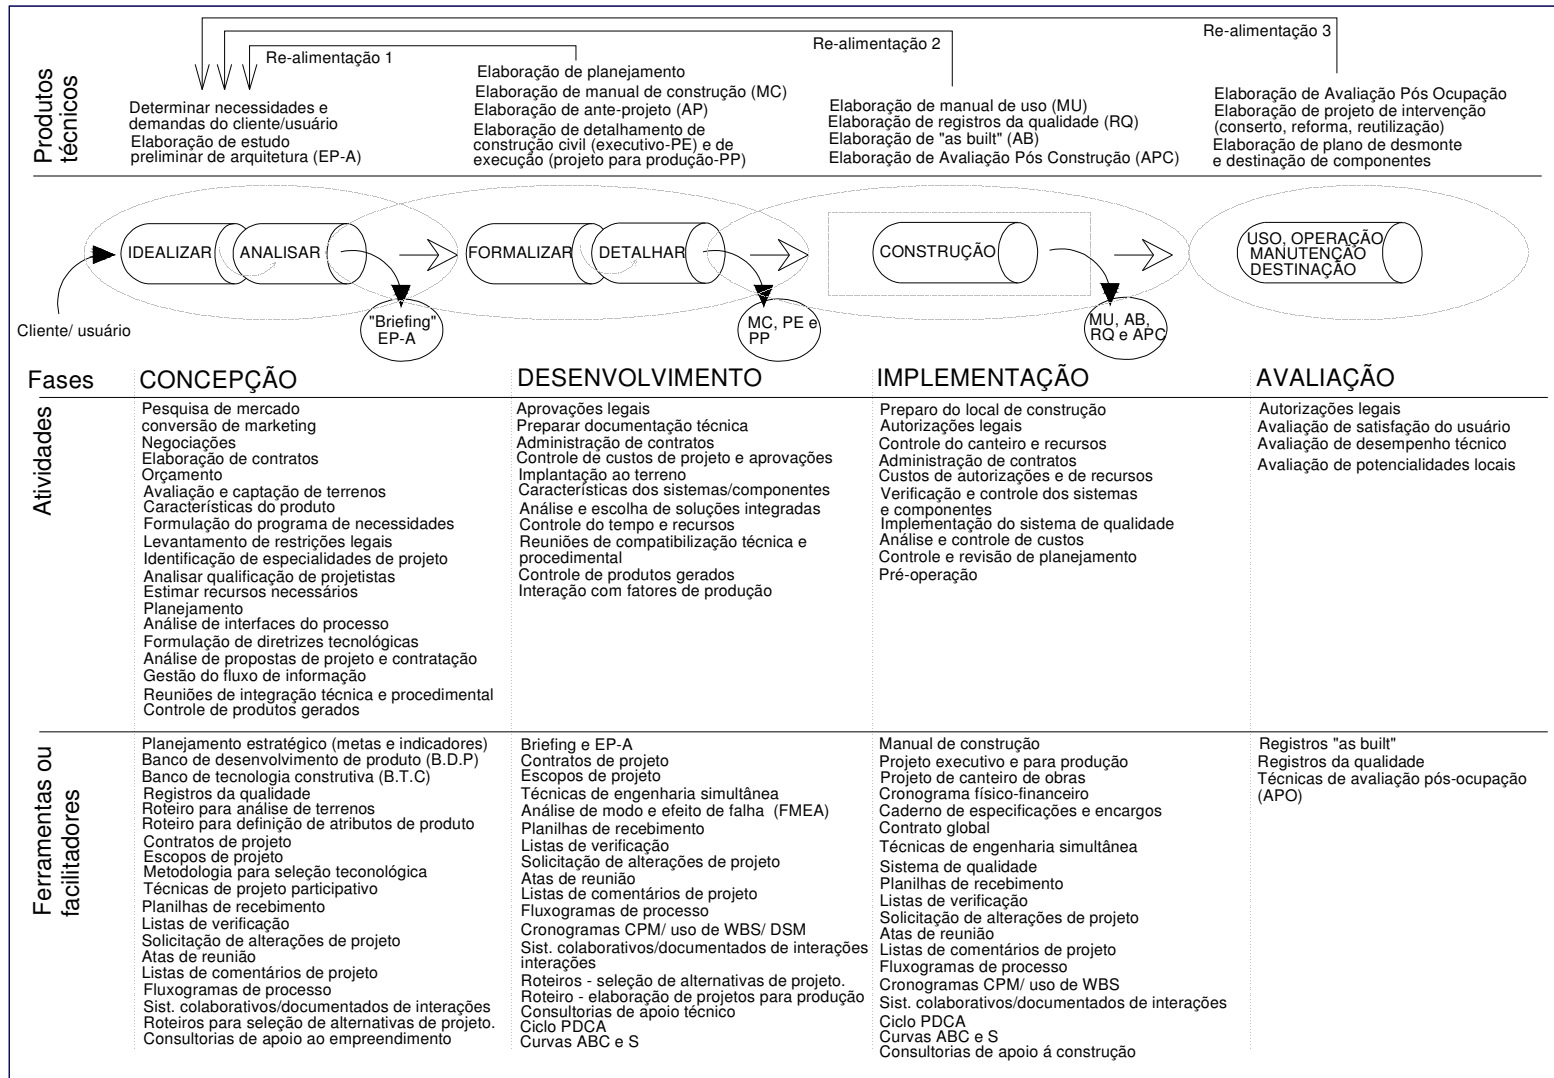 Re-alimentação 1
Re-alimentação 2
Re-alimentação 3
Produtos
técnicos
Determinar necessidades e
demandas do cliente/usuário
Elaboração de estudo
preliminar de arquitetura (EP-A)
Elaboração de planejamento
Elaboração de manual de construção (MC)
Elaboração de ante-projeto (AP)
Elaboração de detalhamento de
construção civil (executivo-PE) e de
execução (projeto para produção-PP)
Elaboração de manual de uso (MU)
Elaboração de registros da qualidade (RQ)
Elaboração de "as built" (AB)
Elaboração de Avaliação Pós Construção (APC)
Elaboração de Avaliação Pós Ocupação
Elaboração de projeto de intervenção
(conserto, reforma, reutilização)
Elaboração de plano de desmonte
e destinação de componentes
IDEALIZAR
ANALISAR
FORMALIZAR
DETALHAR
CONSTRUÇÃO
USO, OPERAÇÃO
MANUTENÇÃO
DESTINAÇÃO
Cliente/ usuário
"Briefing"
EP-A
MC, PE e
PP
MU, AB,
RQ e APC
Fases
CONCEPÇÃO
DESENVOLVIMENTO
IMPLEMENTAÇÃO
AVALIAÇÃO
Atividades
Pesquisa de mercado
conversão de marketing
Negociações
Elaboração de contratos
Orçamento
Avaliação e captação de terrenos
Características do produto
Formulação do programa de necessidades
Levantamento de restrições legais
Identificação de especialidades de projeto
Analisar qualificação de projetistas
Estimar recursos necessários
Planejamento
Análise de interfaces do processo
Formulação de diretrizes tecnológicas
Análise de propostas de projeto e contratação
Gestão do fluxo de informação
Reuniões de integração técnica e procedimental
Controle de produtos gerados
Aprovações legais
Preparar documentação técnica
Administração de contratos
Controle de custos de projeto e aprovações
Implantação ao terreno
Características dos sistemas/componentes
Análise e escolha de soluções integradas
Controle do tempo e recursos
Reuniões de compatibilização técnica e
procedimental
Controle de produtos gerados
Interação com fatores de produção
Preparo do local de construção
Autorizações legais
Controle do canteiro e recursos
Administração de contratos
Custos de autorizações e de recursos
Verificação e controle dos sistemas
e componentes
Implementação do sistema de qualidade
Análise e controle de custos
Controle e revisão de planejamento
Pré-operação
Autorizações legais
Avaliação de satisfação do usuário
Avaliação de desempenho técnico
Avaliação de potencialidades locais
Ferramentas ou
facilitadores
Planejamento estratégico (metas e indicadores)
Banco de desenvolvimento de produto (B.D.P)
Banco de tecnologia construtiva (B.T.C)
Registros da qualidade
Roteiro para análise de terrenos
Roteiro para definição de atributos de produto
Contratos de projeto
Escopos de projeto
Metodologia para seleção teconológica
Técnicas de projeto participativo
Planilhas de recebimento
Listas de verificação
Solicitação de alterações de projeto
Atas de reunião
Listas de comentários de projeto
Fluxogramas de processo
Sist. colaborativos/documentados de interações
Roteiros para seleção de alternativas de projeto.
Consultorias de apoio ao empreendimento
Briefing e EP-A
Contratos de projeto
Escopos de projeto
Técnicas de engenharia simultânea
Análise de modo e efeito de falha (FMEA)
Planilhas de recebimento
Listas de verificação
Solicitação de alterações de projeto
Atas de reunião
Listas de comentários de projeto
Fluxogramas de processo
Cronogramas CPM/ uso de WBS/ DSM
Sist. colaborativos/documentados de interações
interações
Roteiros - seleção de alternativas de projeto.
Roteiro - elaboração de projetos para produção
Consultorias de apoio técnico
Ciclo PDCA
Curvas ABC e S
Manual de construção
Projeto executivo e para produção
Projeto de canteiro de obras
Cronograma físico-financeiro
Caderno de especificações e encargos
Contrato global
Técnicas de engenharia simultânea
Sistema de qualidade
Planilhas de recebimento
Listas de verificação
Solicitação de alterações de projeto
Atas de reunião
Listas de comentários de projeto
Fluxogramas de processo
Cronogramas CPM/ uso de WBS
Sist. colaborativos/documentados de interações
Ciclo PDCA
Curvas ABC e S
Consultorias de apoio á construção
Registros "as built"
Registros da qualidade
Técnicas de avaliação pós-ocupação
(APO)